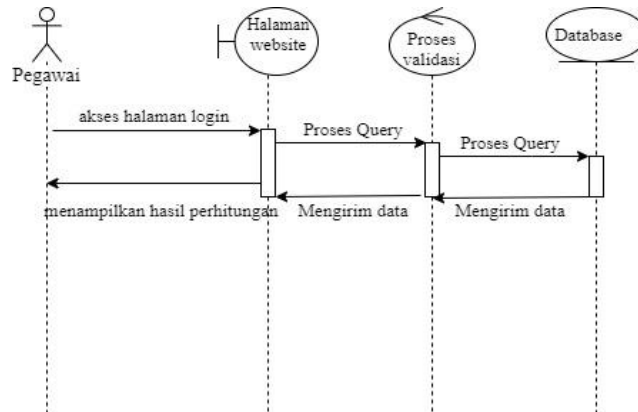 Halaman
website
Proses
validasi
Database
Pegawai
akses halaman login
Proses Query
Proses Query
menampilkan hasil perhitungan
Mengirim data
Mengirim data